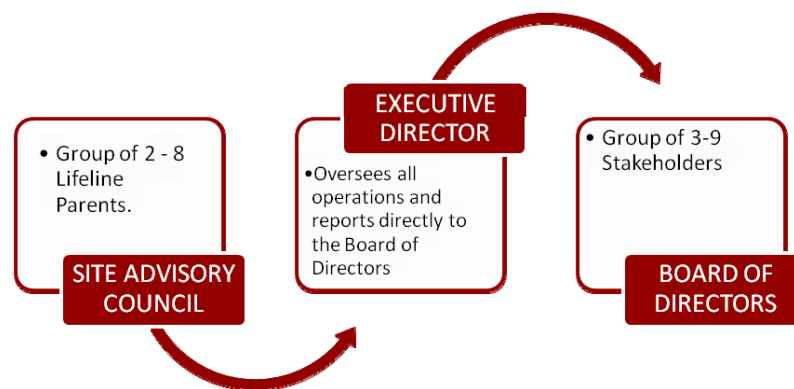 • Group of 2 - 8
Lifeline
Parents.
SITE ADVISORY
COUNCIL
EXECUTIVE
DIRECTOR
•Oversees all
operations and
reports directly to
the Board of
Directors
• Group of 3-9
Stakeholders
BOARD OF
DIRECTORS